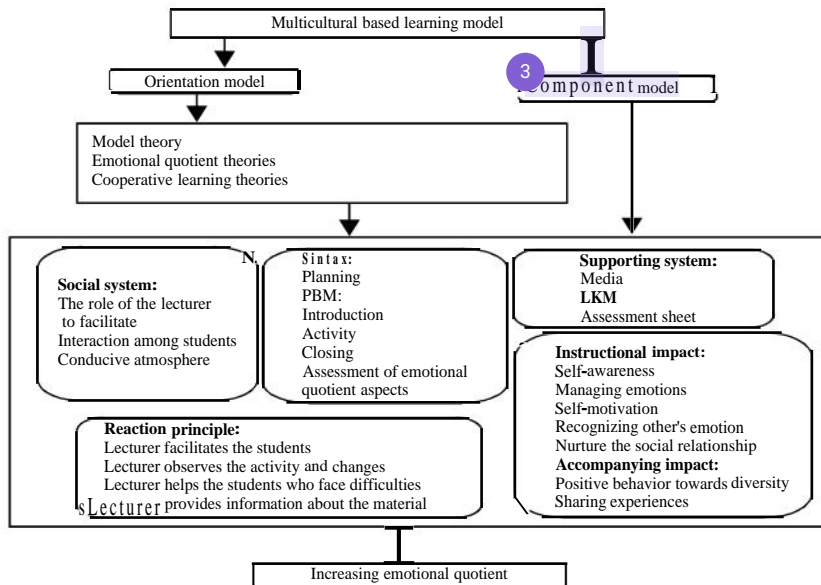 Multicultural based learning model
Orientation model
3
Component model
Model theory
Emotional quotient theories
Cooperative learning theories
N.
Social system:
The role of the lecturer
to facilitate
Interaction among students
Conducive atmosphere
Sintax:
Planning
PBM:
Introduction
Activity
Closing
Assessment of emotional
quotient aspects
Supporting system:
Media
LKM
Assessment sheet
Instructional impact:
Self-awareness
Managing emotions
Self-motivation
Recognizing other's emotion
Nurture the social relationship
Accompanying impact:
Positive behavior towards diversity
Sharing experiences
Reaction principle:
Lecturer facilitates the students
Lecturer observes the activity and changes
Lecturer helps the students who face difficulties
sLecturer provides information about the material
Increasing emotional quotient